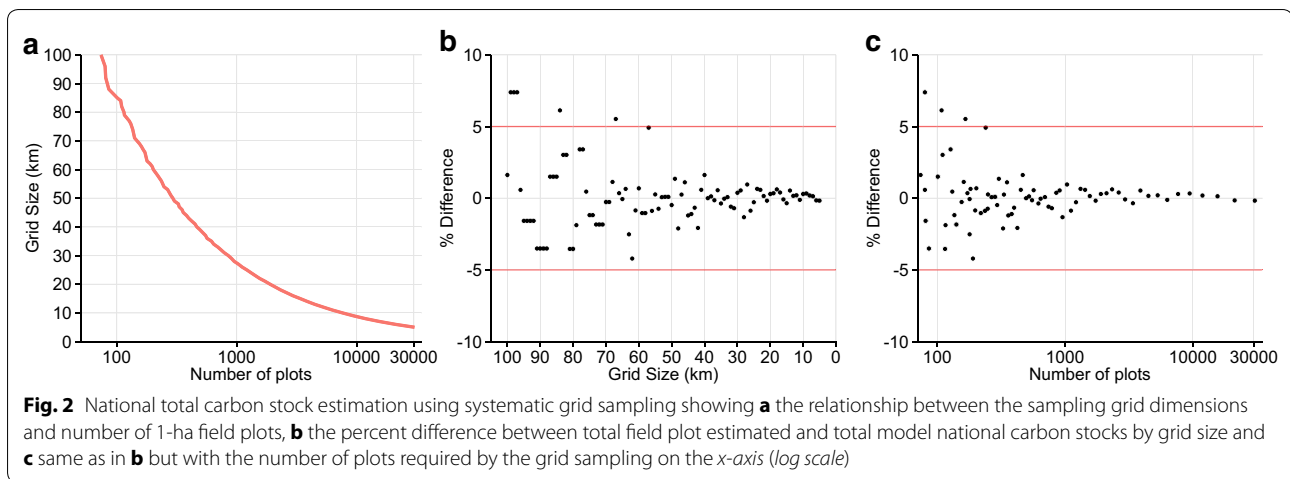 a
b
c
100
90
80
70
60
50
40
30
20
10
0
Grid Size (km)
100 1000 10000 30000
Number of plots
10
5
0
-5
-10
% Difference
100 90 80 70 60 50 40 30 20 10 0
Grid Size (km)
10
5
0
-5
-10
% Difference
100 1000 10000 30000
Number of plots
Fig. 2 National total carbon stock estimation using systematic grid sampling showing a the relationship between the sampling grid dimensions
and number of 1-ha field plots, b the percent difference between total field plot estimated and total model national carbon stocks by grid size and
c same as in b but with the number of plots required by the grid sampling on the x-axis (log scale)